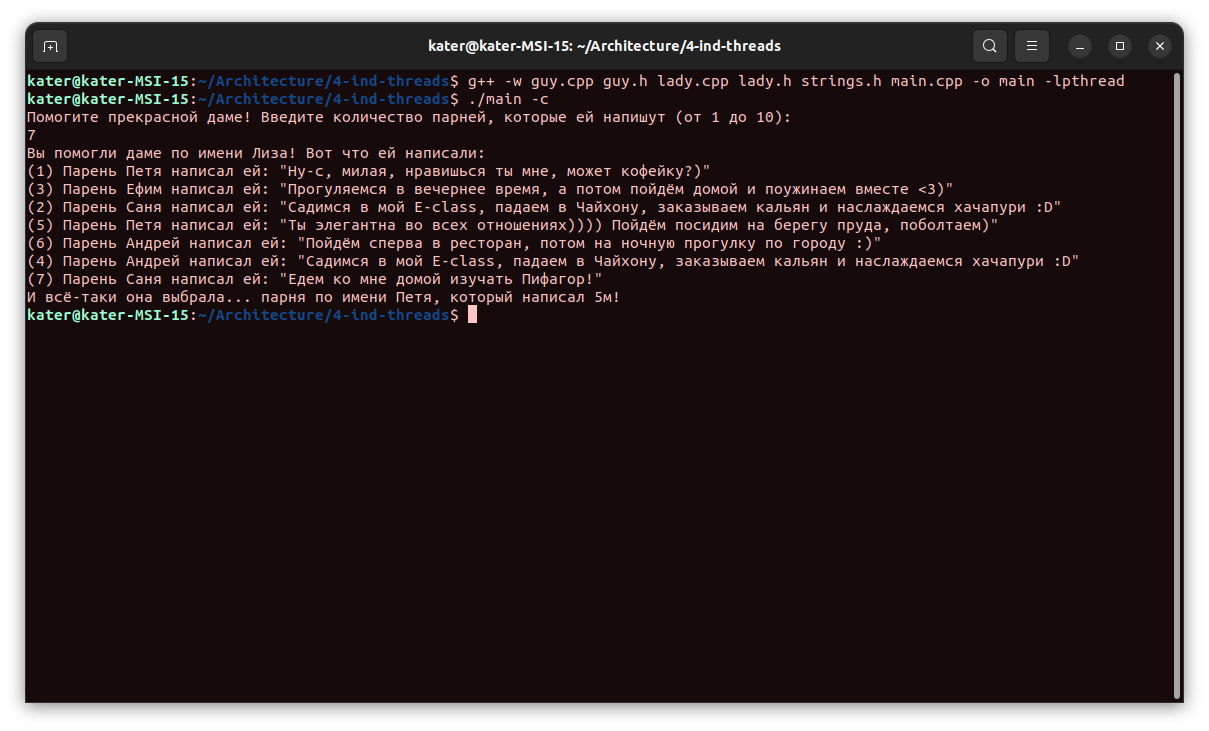 kater@kater-MSI-15: ~/Architecture/4-ind-threads
kater@kater-MSI-15:~/Architecture/4-ind-threads$ g++ -w guy.cpp guy.h lady.cpp lady.h strings.h main.cpp -o main -lpthread
kater@kater-MSI-15:~/Architecture/4-ind-threads$ ./main -c
Помогите прекрасной даме! Введите количество парней, которые ей напишут (от 1 до 10):
7
Вы помогли даме по имени Лиза! Вот что ей написали:
(1) Парень Петя написал ей: "Ну-с, милая, нравишься ты мне, может кофейку?)"
(3) Парень Ефим написал ей: "Прогуляемся в вечернее время, а потом пойдём домой и поужинаем вместе <3)"
(2) Парень Саня написал ей: "Садимся в мой E-class, падаем в Чайхону, заказываем кальян и наслаждаемся хачапури :D"
(5) Парень Петя написал ей: "Ты элегантна во всех отношениях)))) Пойдём посидим на берегу пруда, поболтаем)"
(6) Парень Андрей написал ей: "Пойдём сперва в ресторан, потом на ночную прогулку по городу :)"
(4) Парень Андрей написал ей: "Садимся в мой E-class, падаем в Чайхону, заказываем кальян и наслаждаемся хачапури :D"
(7) Парень Саня написал ей: "Едем ко мне домой изучать Пифагор!"
И всё-таки она выбрала... парня по имени Петя, который написал 5м!
kater@kater-MSI-15:~/Architecture/4-ind-threads$